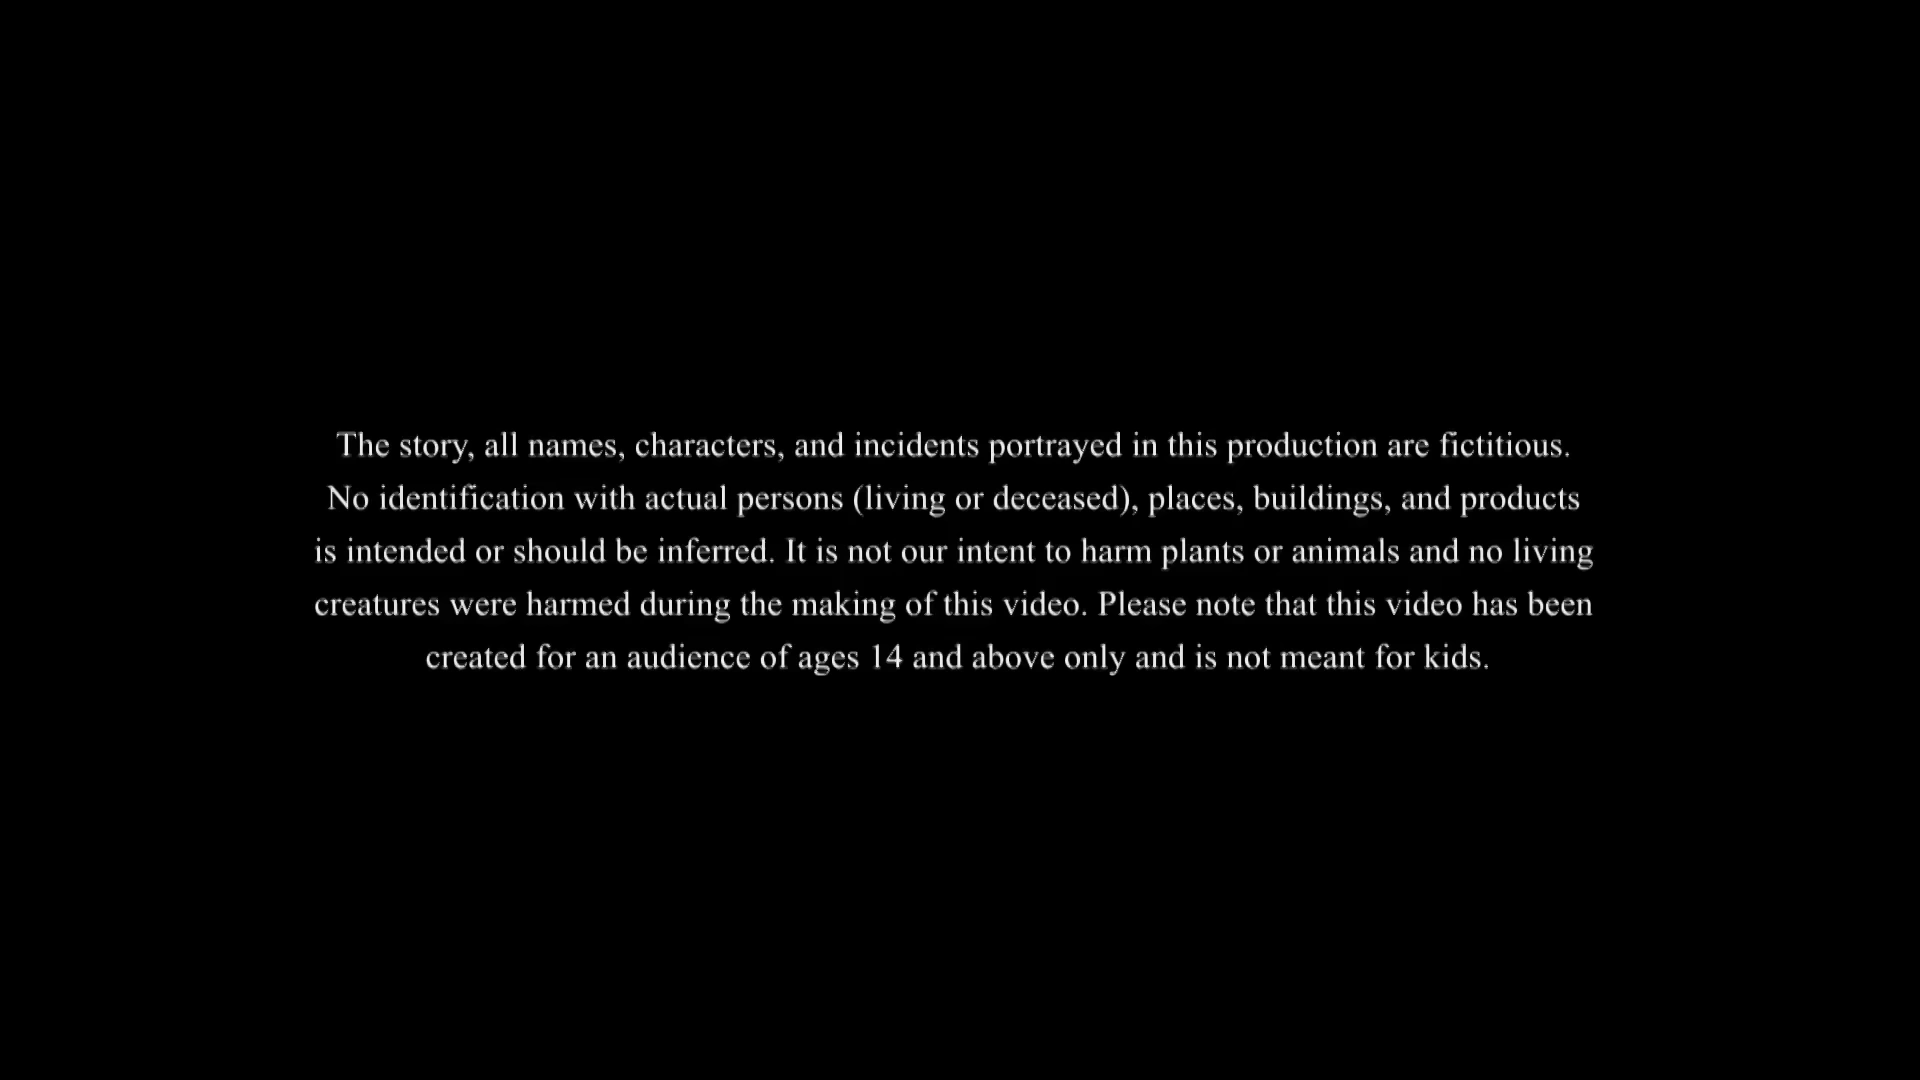 The story, all names, characters, and incidents portrayed in this production are fictitious.
No identification with actual persons (living or deceased), places, buildings, and products
is intended or should be inferred. It is not our intent to harm plants or animals and no living
creatures were harmed during the making of this video. Please note that this video has been
created for an audience of ages 14 and above only and is not meant for kids.